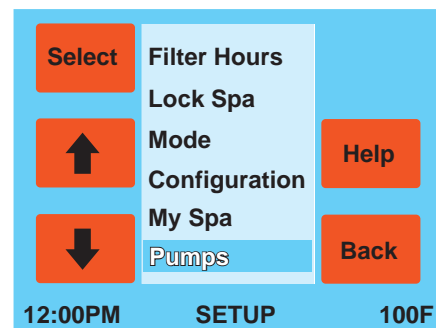 Select
Filter Hours
Lock Spa
Mode
Configuration
My Spa
Pumps
Help
Back
12:00PM SETUP 100F